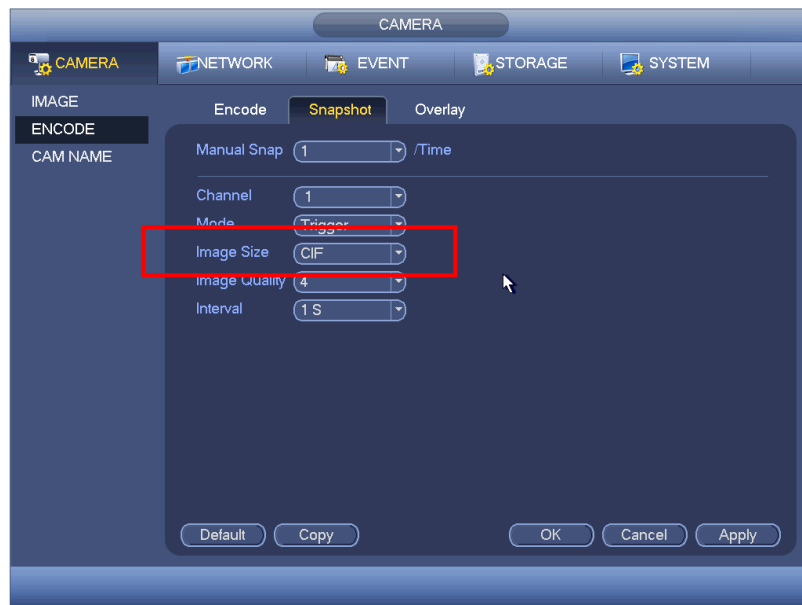 CAMERA
CAMERA NETWORK EVENT STORAGE SYSTEM
IMAGE
ENCODE
CAM NAME
Encode Snapshot Overlay
Manual Snap 1 /Time
Channel 1
Mode Trigger
Image Size CIF
Image Quality 4
Interval 1 S
Default Copy OK Cancel Apply